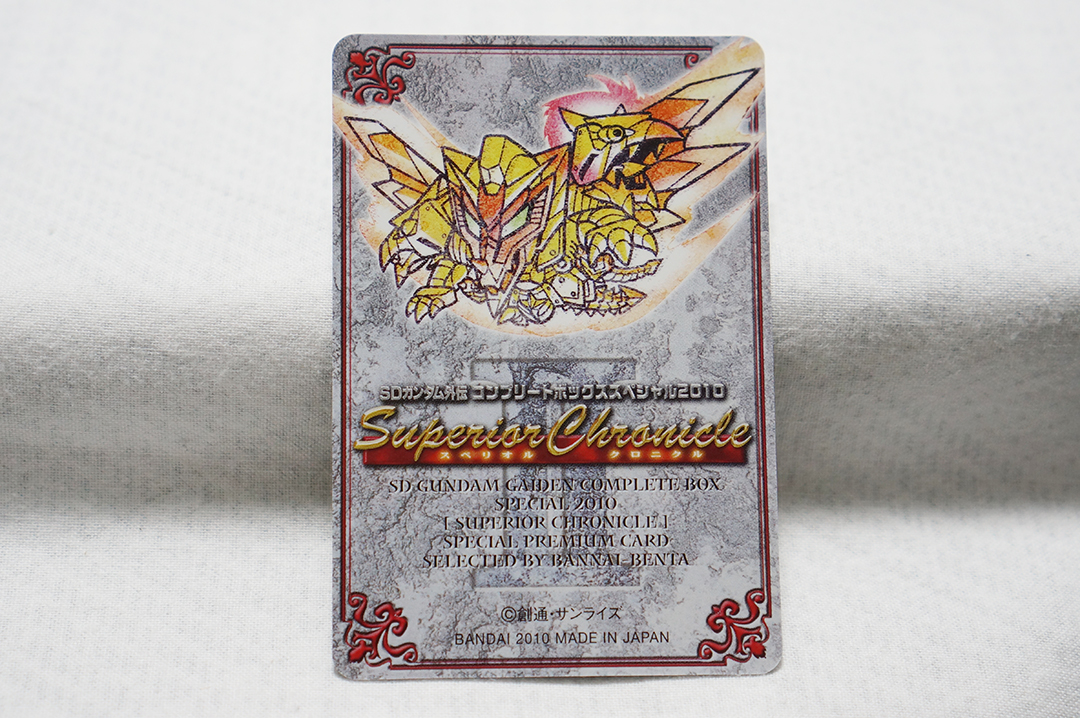 SDガンダム外伝 コンプリートボックススペシャル2010
Superior Chronicle
スペリオル クロニクル
SD GUNDAM GAIDEN COMPLETE BOX
SPECIAL 2010
[ SUPERIOR CHRONICLE ]
SPECIAL PREMIUM CARD
SELECTED BY BANNAI-BENTA
©創通・サンライズ
BANDAI 2010 MADE IN JAPAN